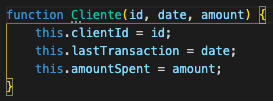 function Cliente(id, date, amount) {
    this.clientId = id;
    this.lastTransaction = date;
    this.amountSpent = amount;
}